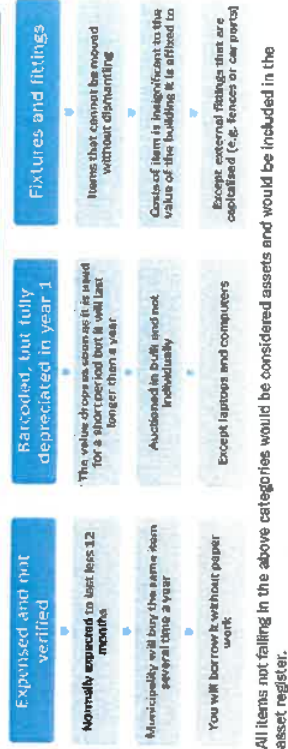 Expensed and not
verified
Normally expected to last less 12
months
Municipality will buy the same item
several time a year
You will borrow it without paper
work
Barcoded, but fully
depreciated in year 1
The value drops as soon as it is used
for a short period but it will last
longer than a year
Auctioned in bulk and not
individually
Except laptops and computers
Fixtures and fittings
Items that cannot be moved
without dismantling
Costs of item is insignificant to the
value of the building it is affixed to
Except external fittings that are
capitalised (e.g. fences or car ports)
All items not falling in the above categories would be considered assets and would be included in the
asset register.